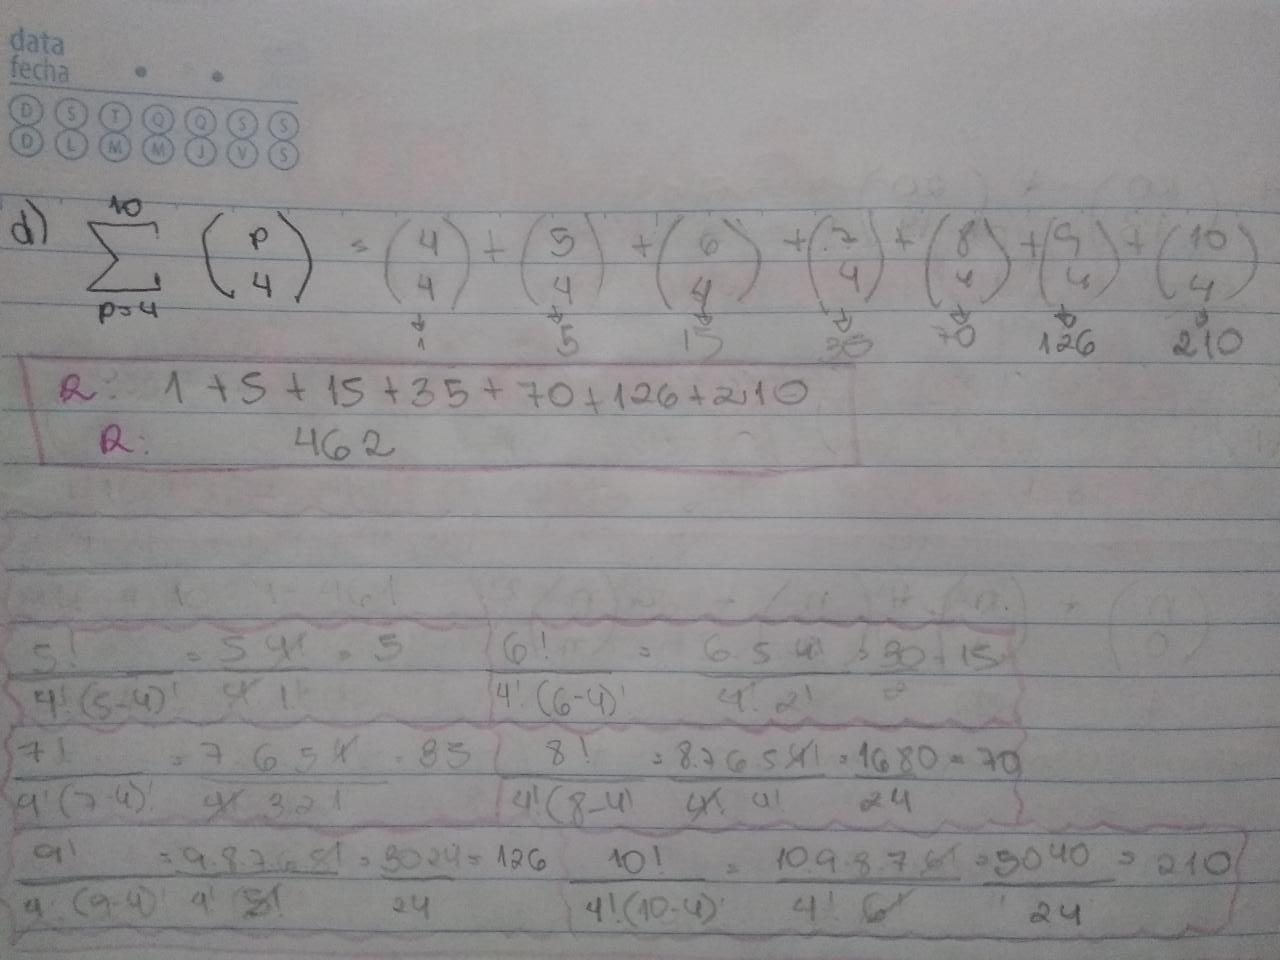 data
fecha
D S T Q Q S S
D L M M J V S
10
d) Σ (p 4) = (4 4) + (5 4) + (6 4) + (7 4) + (8 4) + (9 4) + (10 4)
p=4
1 5 15 35 70 126 210
R: 1 + 5 + 15 + 35 + 70 + 126 + 210
R: 462
5! = 5 4! = 5 6! = 6 5 4! = 30 = 15
4! (5-4)! 4! 1! 4! (6-4)! 4! 2! 2
7! = 7 6 5 4! = 35 8! = 8.7 6 5 4! = 1680 = 70
4! (7-4)! 4! 3 2 1 4! (8-4! 4! 4! 24
9! = 9.8.7 6 5! = 3024 = 126 10! = 10.9.8.7 6! = 5040 = 210
4 (9-4)! 4! 5! 24 4! (10-4)! 4! 6! 24